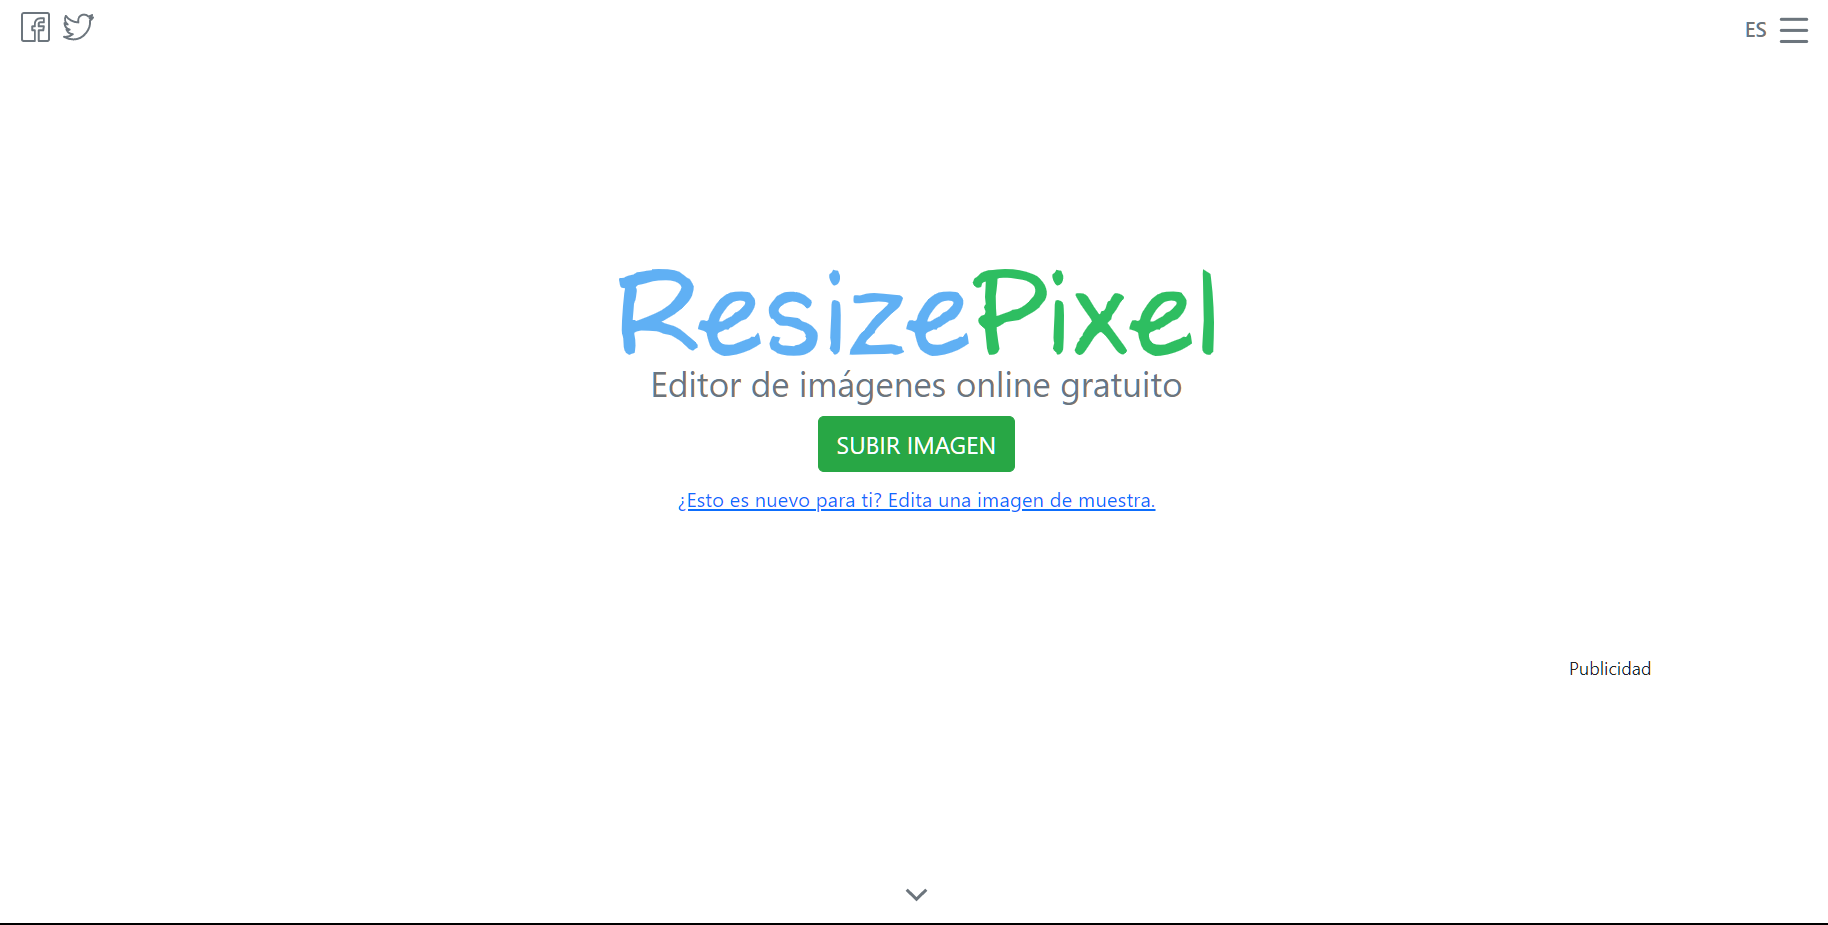 ES
ResizePixel
Editor de imágenes online gratuito
SUBIR IMAGEN
¿Esto es nuevo para ti? Edita una imagen de muestra.
Publicidad